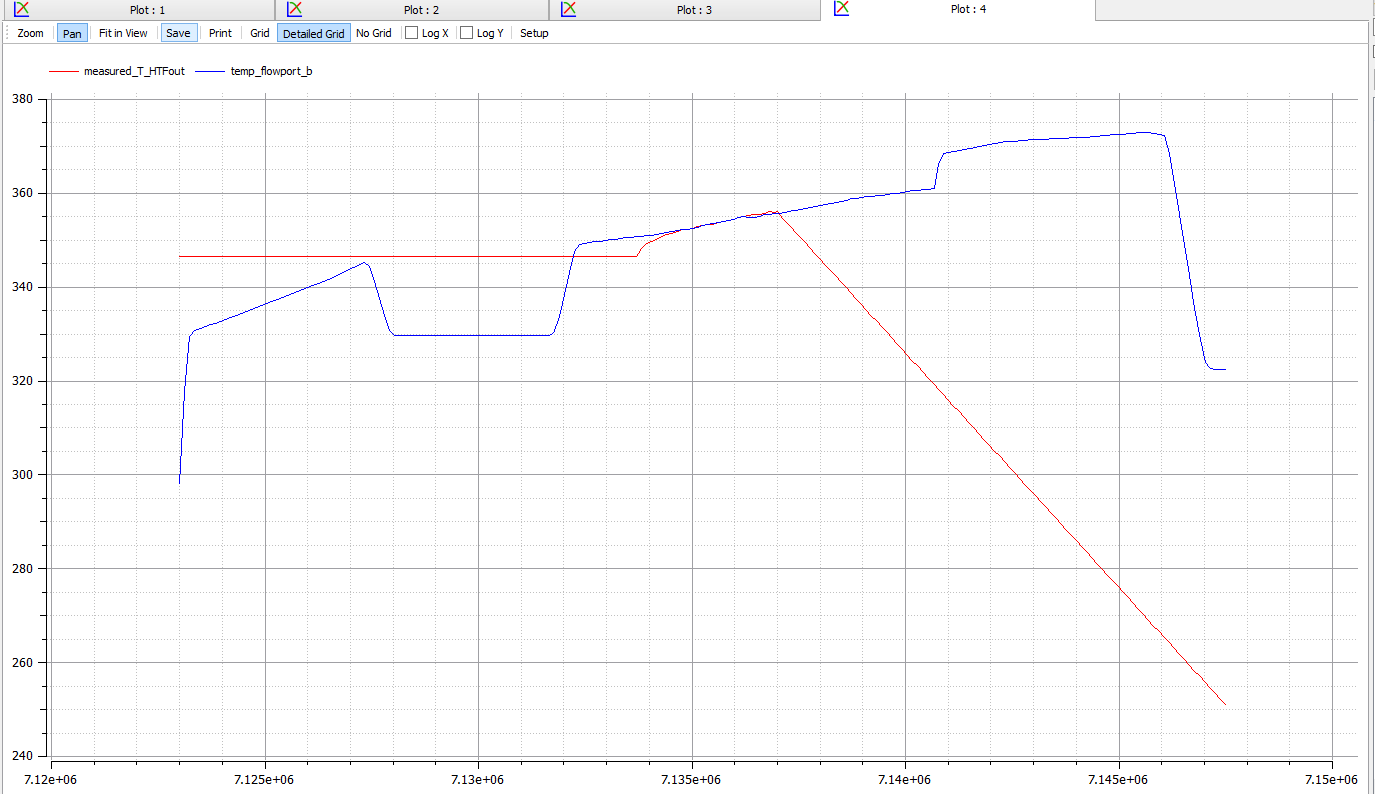 Plot : 1 Plot : 2 Plot : 3 Plot : 4
Zoom Pan Fit in View Save Print Grid Detailed Grid No Grid Log X Log Y Setup
measured_T_HTFout temp_flowport_b
380
360
340
320
300
280
260
240
7.12e+06 7.125e+06 7.13e+06 7.135e+06 7.14e+06 7.145e+06 7.15e+06